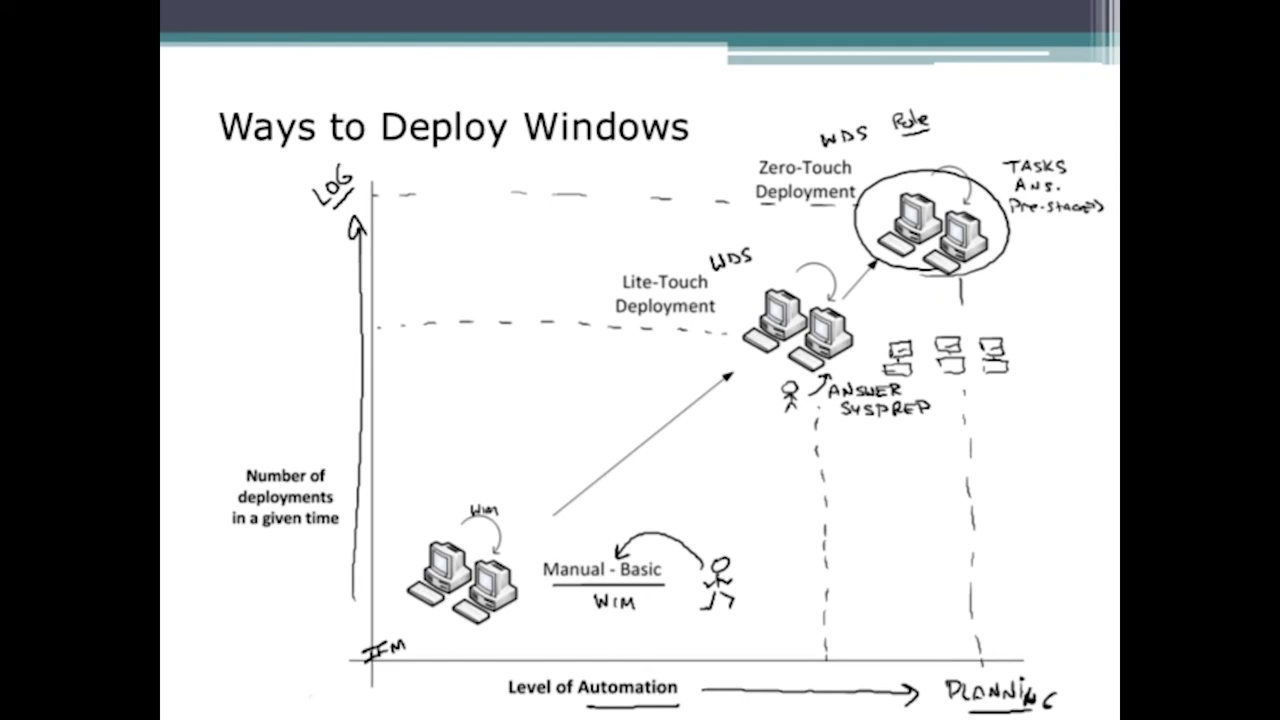 Ways to Deploy Windows
WDS Role
Zero-Touch
Deployment
TASKS
ANS.
Pre-STAGED
LOG
WDS
Lite-Touch
Deployment
ANSWER
SYSPREP
Number of
deployments
in a given time
WIM
Manual - Basic
WIM
IFM
Level of Automation
PLANNING